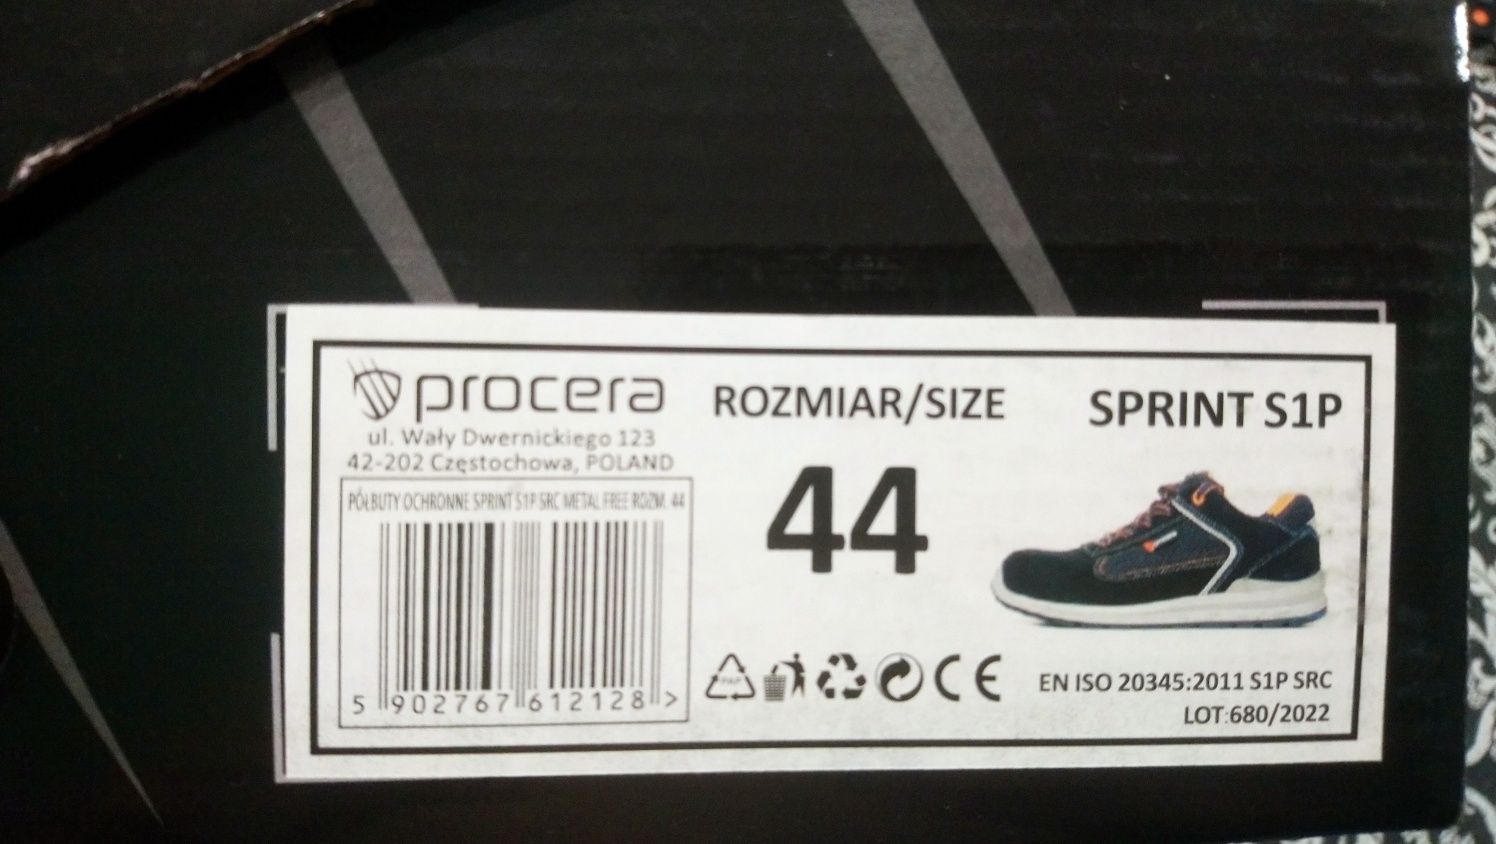 procera
ul. Wały Dwernickiego 123
42-202 Częstochowa, POLAND
PÓŁBUTY OCHRONNE SPRINT S1P SRC METAL FREE ROZM. 44
5 902767 612128 >
ROZMIAR/SIZE
44
PAP
CE
SPRINT S1P
EN ISO 20345:2011 S1P SRC
LOT:680/2022